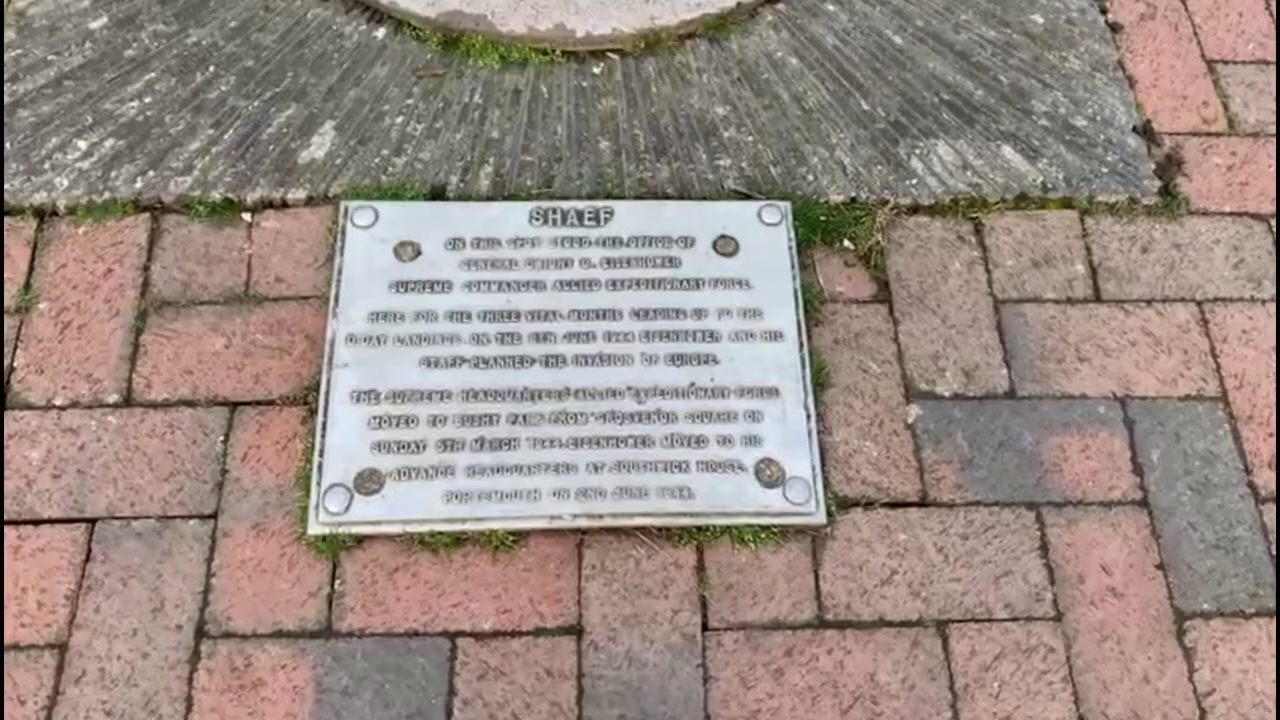 SHAEF
ON THIS SPOT STOOD THE OFFICE OF
GENERAL DWIGHT D. EISENHOWER
SUPREME COMMANDER ALLIED EXPEDITIONARY FORCE.
HERE FOR THE THREE VITAL MONTHS LEADING UP TO THE
D.DAY LANDINGS ON THE 6TH JUNE 1944 EISENHOWER AND HIS
STAFF PLANNED THE INVASION OF EUROPE.
THE SUPREME HEADQUARTERS ALLIED EXPEDITIONARY FORCE
MOVED TO BUSHY PARK FROM GROSVENOR SQUARE ON
SUNDAY 5TH MARCH 1944. EISENHOWER MOVED TO HIS
ADVANCE HEADQUARTERS AT SOUTHWICK HOUSE,
PORTSMOUTH ON 2ND JUNE 1944.